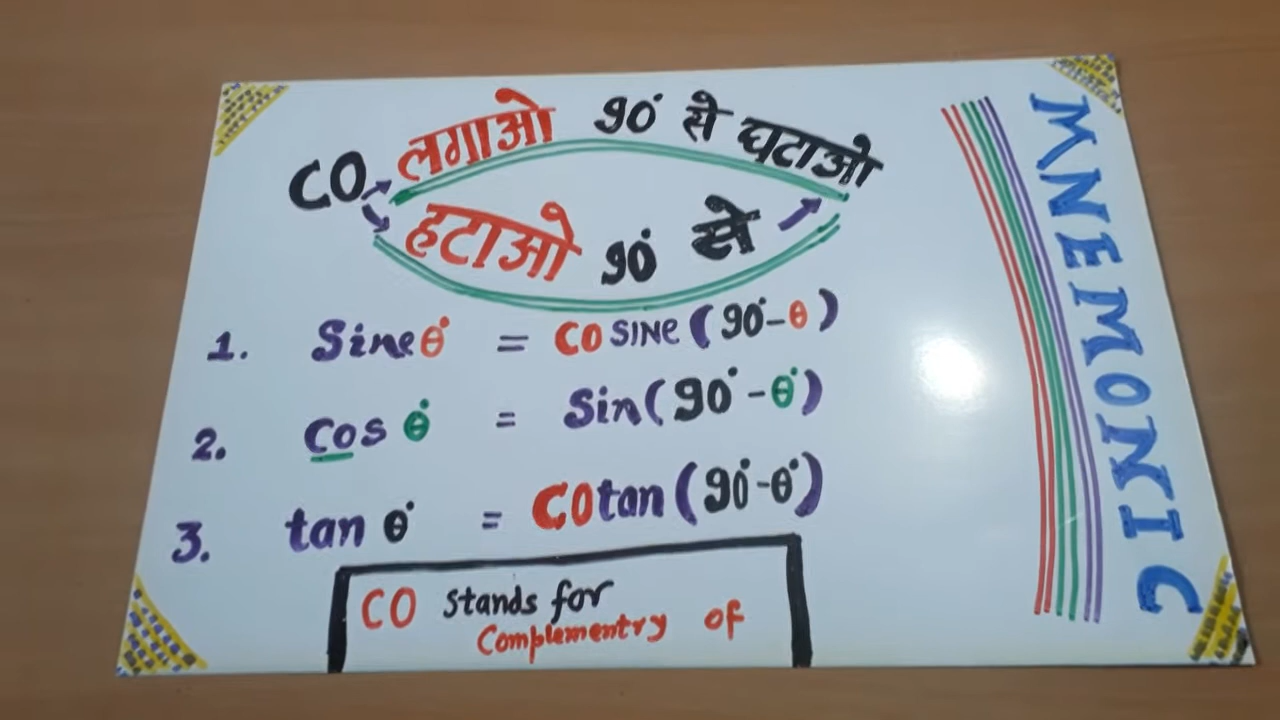 CO लगाओ 90° से घटाओ
हटाओ 90° से
1. Sine θ° = COSINE (90°-θ)
2. Cos θ° = Sin(90°-θ°)
3. tan θ° = COtan (90°-θ°)
CO stands for
Complementry of
MNEMONIC